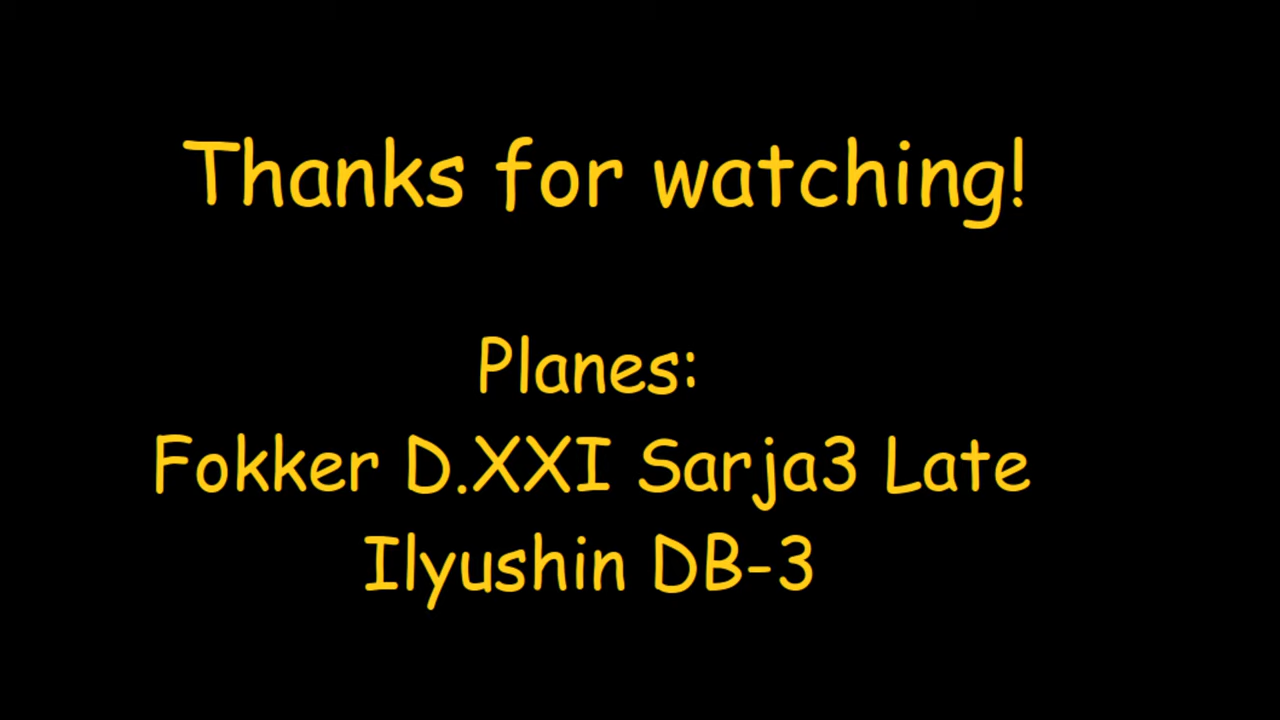 Thanks for watching!
Planes:
Fokker D.XXI Sarja3 Late
Ilyushin DB-3